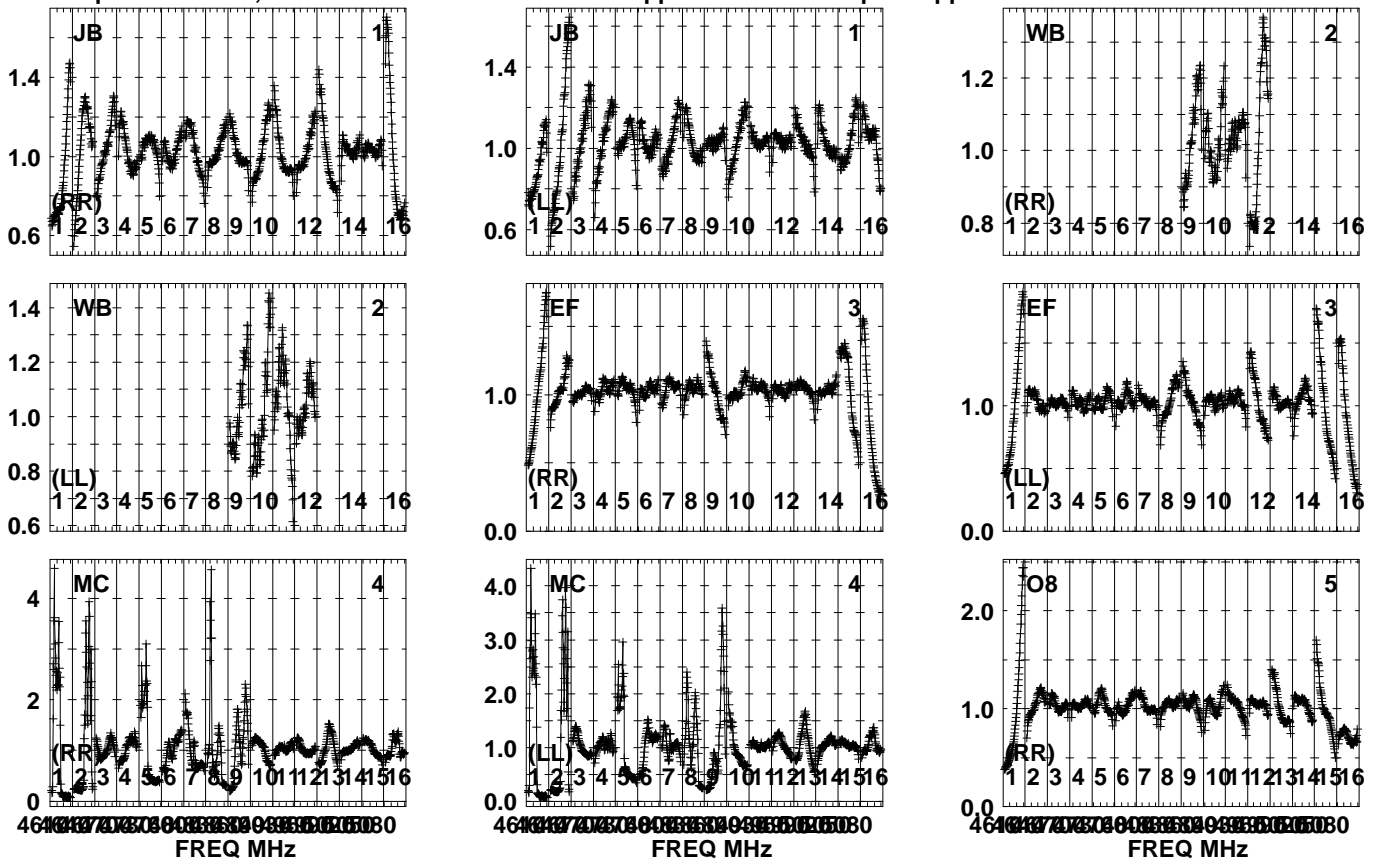 JB 1
1.4
1.0
0.6
(RR)
1 2 3 4 5 6 7 8 9 10 12 14 16
JB 1
1.4
1.0
0.6
(LL)
1 2 3 4 5 6 7 8 9 10 12 14 16
WB 2
1.2
1.0
0.8
(RR)
1 2 3 4 5 6 7 8 9 10 12 14 16
WB 2
1.4
1.2
1.0
0.8
0.6
(LL)
1 2 3 4 5 6 7 8 9 10 12 14 16
EF 3
1.0
0.0
(RR)
1 2 3 4 5 6 7 8 9 10 12 14 16
EF 3
1.0
0.0
(LL)
1 2 3 4 5 6 7 8 9 10 12 14 16
MC 4
4
2
0
(RR)
1 2 3 4 5 6 7 8 9 10 11 12 13 14 15 16
FREQ MHz
MC 4
4.0
3.0
2.0
1.0
0.0
(LL)
1 2 3 4 5 6 7 8 9 10 11 12 13 14 15 16
FREQ MHz
O8 5
2.0
1.0
0.0
(RR)
1 2 3 4 5 6 7 8 9 10 11 12 13 14 15 16
FREQ MHz